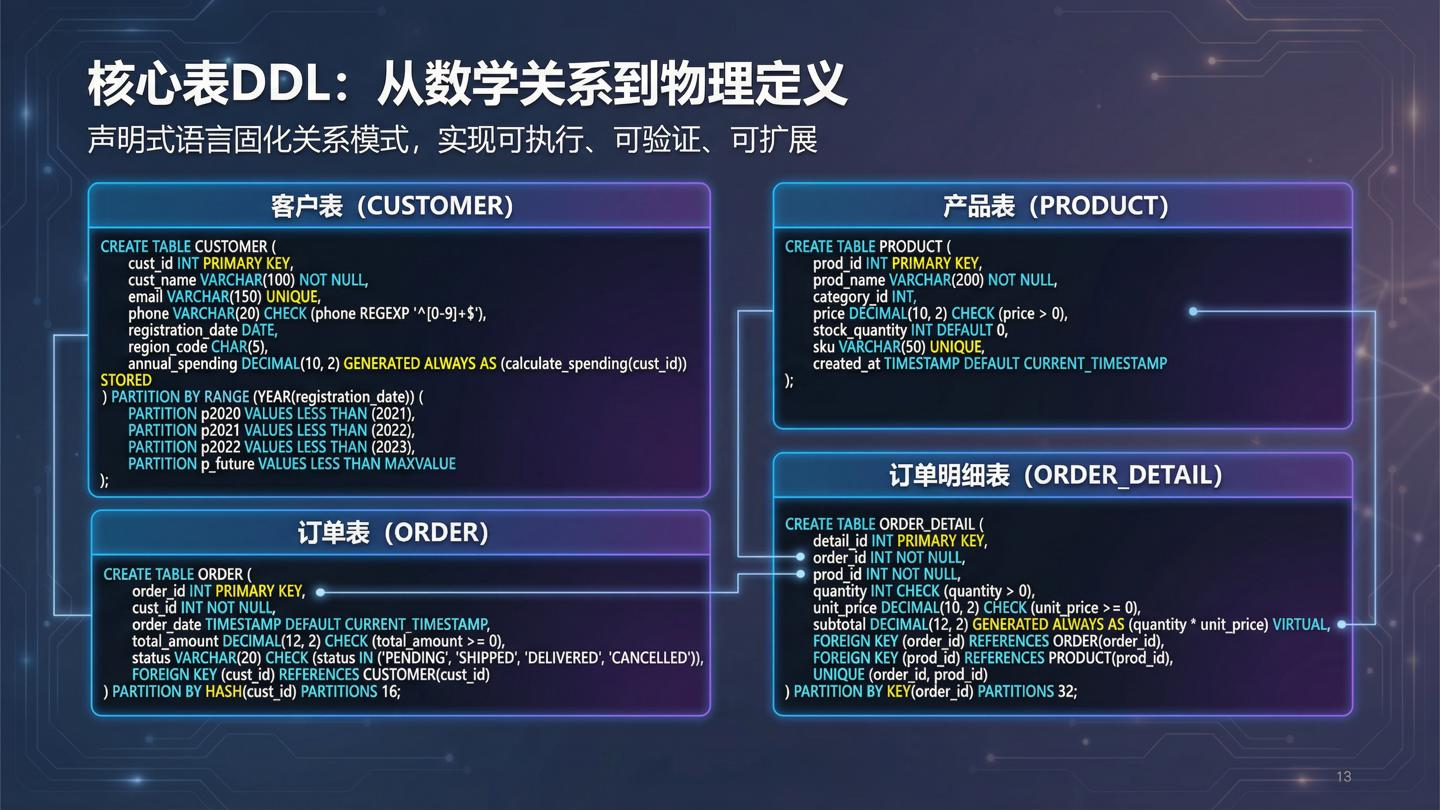 核心表DDL：从数学关系到物理定义
声明式语言固化关系模式，实现可执行、可验证、可扩展
客户表（CUSTOMER）
CREATE TABLE CUSTOMER (
cust_id INT PRIMARY KEY,
cust_name VARCHAR(100) NOT NULL,
email VARCHAR(150) UNIQUE,
phone VARCHAR(20) CHECK (phone REGEXP '^[0-9]+$'),
registration_date DATE,
region_code CHAR(5),
annual_spending DECIMAL(10, 2) GENERATED ALWAYS AS (calculate_spending(cust_id))
STORED
) PARTITION BY RANGE (YEAR(registration_date)) (
PARTITION p2020 VALUES LESS THAN (2021),
PARTITION p2021 VALUES LESS THAN (2022),
PARTITION p2022 VALUES LESS THAN (2023),
PARTITION p_future VALUES LESS THAN MAXVALUE
);
订单表（ORDER）
CREATE TABLE ORDER (
order_id INT PRIMARY KEY,
cust_id INT NOT NULL,
order_date TIMESTAMP DEFAULT CURRENT_TIMESTAMP,
total_amount DECIMAL(12, 2) CHECK (total_amount >= 0),
status VARCHAR(20) CHECK (status IN ('PENDING', 'SHIPPED', 'DELIVERED', 'CANCELLED')),
FOREIGN KEY (cust_id) REFERENCES CUSTOMER(cust_id)
) PARTITION BY HASH(cust_id) PARTITIONS 16;
产品表（PRODUCT）
CREATE TABLE PRODUCT (
prod_id INT PRIMARY KEY,
prod_name VARCHAR(200) NOT NULL,
category_id INT,
price DECIMAL(10, 2) CHECK (price > 0),
stock_quantity INT DEFAULT 0,
sku VARCHAR(50) UNIQUE,
created_at TIMESTAMP DEFAULT CURRENT_TIMESTAMP
);
订单明细表（ORDER_DETAIL）
CREATE TABLE ORDER_DETAIL (
detail_id INT PRIMARY KEY,
order_id INT NOT NULL,
prod_id INT NOT NULL,
quantity INT CHECK (quantity > 0),
unit_price DECIMAL(10, 2) CHECK (unit_price >= 0),
subtotal DECIMAL(12, 2) GENERATED ALWAYS AS (quantity * unit_price) VIRTUAL,
FOREIGN KEY (order_id) REFERENCES ORDER(order_id),
FOREIGN KEY (prod_id) REFERENCES PRODUCT(prod_id),
UNIQUE (order_id, prod_id)
) PARTITION BY KEY(order_id) PARTITIONS 32;
13